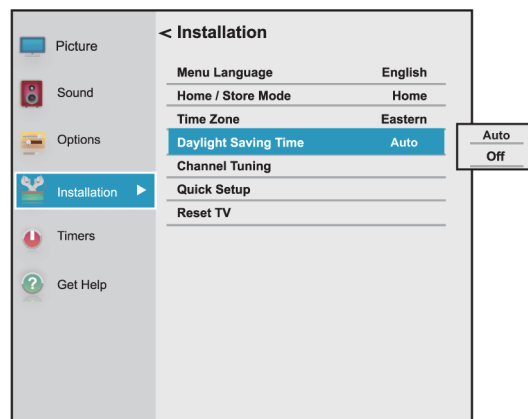 Picture
Sound
Options
Installation
Timers
Get Help
< Installation
Menu Language English
Home / Store Mode Home
Time Zone Eastern
Daylight Saving Time Auto
Channel Tuning
Quick Setup
Reset TV
Auto
Off
?